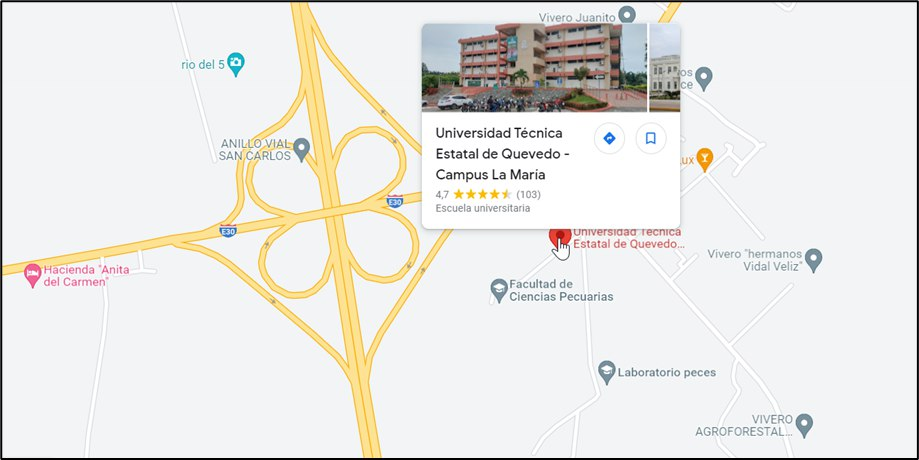 Vivero Juanito
rio del 5
ANILLO VIAL
SAN CARLOS
E30
E30
Universidad Técnica
Estatal de Quevedo -
Campus La María
4,7 (103)
Escuela universitaria
Universidad Técnica
Estatal de Quevedo...
Hacienda "Anita
del Carmen"
Vivero "hermanos
Vidal Veliz"
Facultad de
Ciencias Pecuarias
Laboratorio peces
VIVERO
AGROFORESTAL...